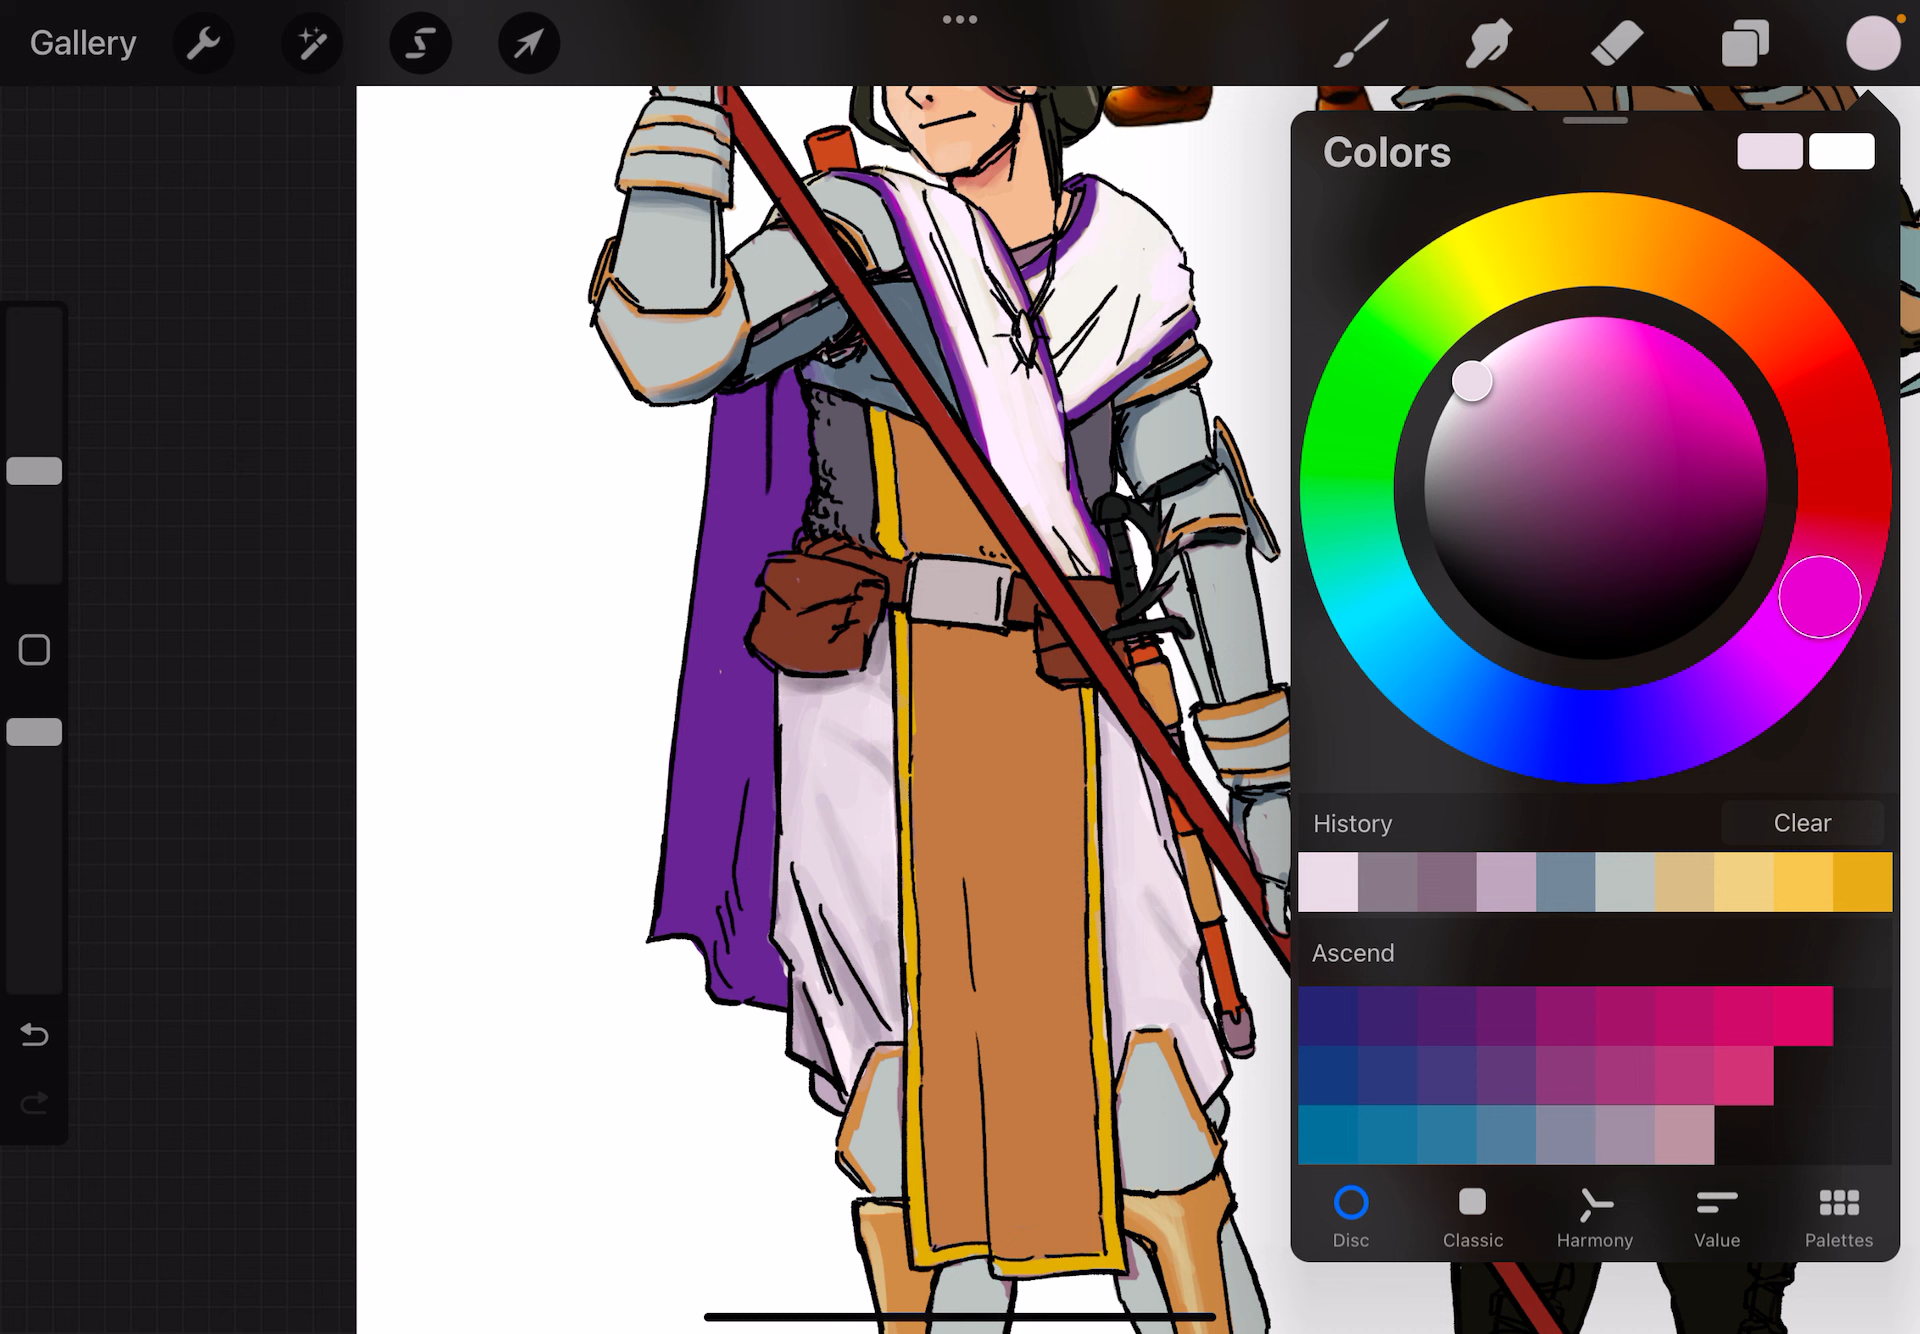 Gallery
Colors
History
Clear
Ascend
Disc
Classic
Harmony
Value
Palettes